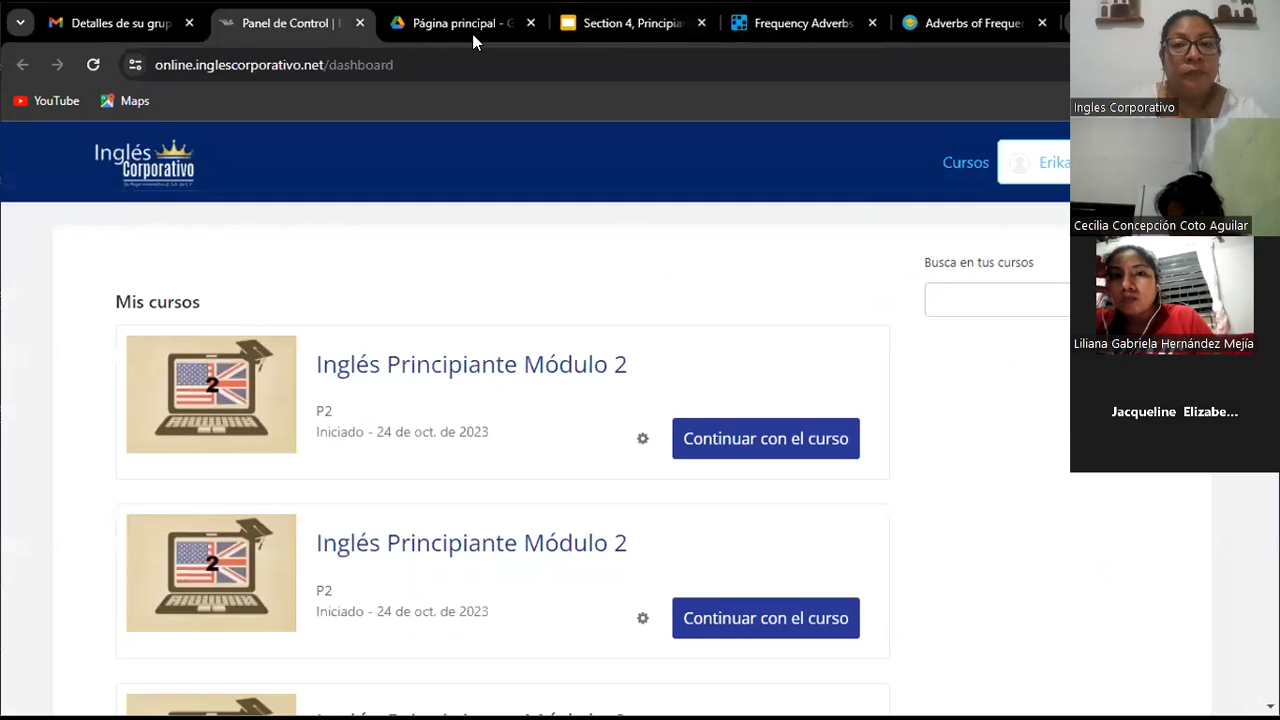 Detalles de su grup
Panel de Control |
Página principal - G
Section 4, Principia
Frequency Adverbs
Adverbs of Freque
online.inglescorporativo.net/dashboard
YouTube
Maps
Inglés
Corporativo
Cursos
Erika
Mis cursos
Busca en tus cursos
2
Inglés Principiante Módulo 2
P2
Iniciado - 24 de oct. de 2023
Continuar con el curso
2
Inglés Principiante Módulo 2
P2
Iniciado - 24 de oct. de 2023
Continuar con el curso
Ingles Corporativo
Cecilia Concepción Coto Aguilar
Liliana Gabriela Hernández Mejía
Jacqueline Elizabe...